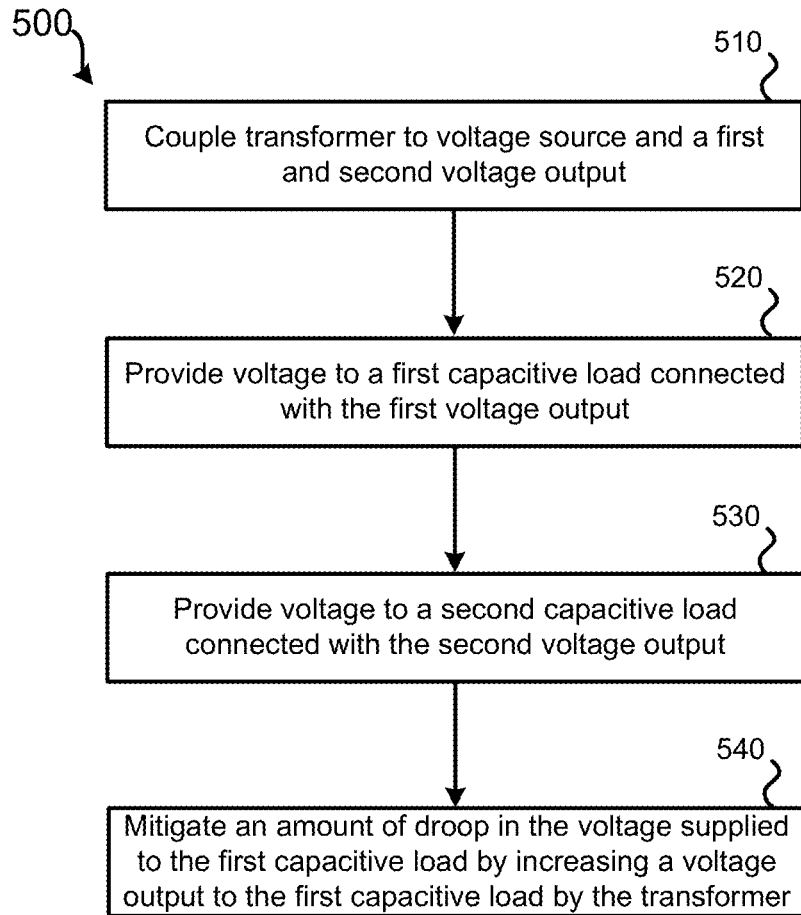 500
510
Couple transformer to voltage source and a first
and second voltage output
520
Provide voltage to a first capacitive load connected
with the first voltage output
530
Provide voltage to a second capacitive load
connected with the second voltage output
540
Mitigate an amount of droop in the voltage supplied
to the first capacitive load by increasing a voltage
output to the first capacitive load by the transformer